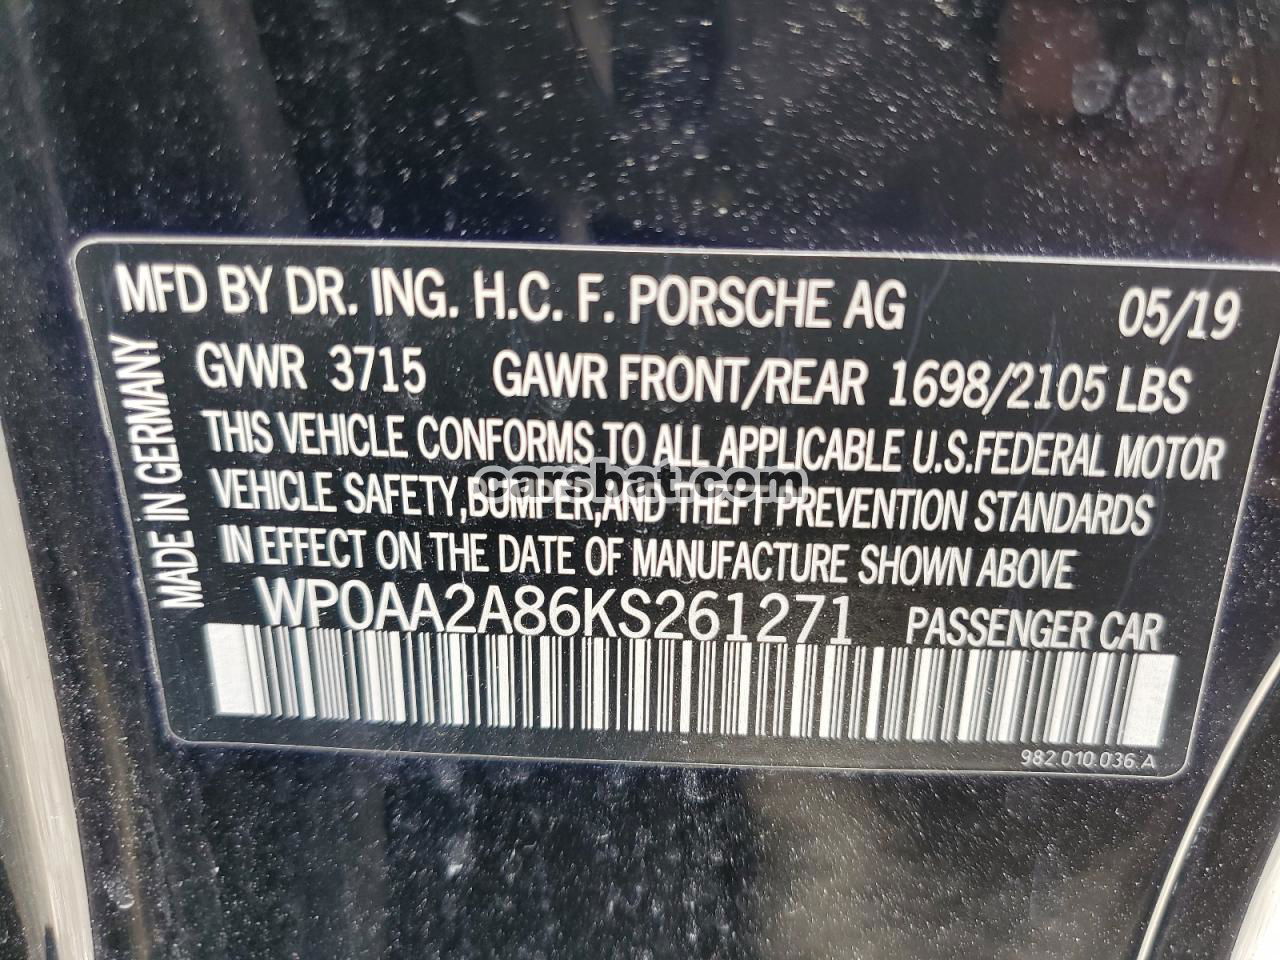 MFD BY DR. ING. H.C. F. PORSCHE AG 05/19
GVWR 3715 GAWR FRONT/REAR 1698/2105 LBS
THIS VEHICLE CONFORMS TO ALL APPLICABLE U.S.FEDERAL MOTOR
VEHICLE SAFETY,BUMPER,AND THEFT PREVENTION STANDARDS
IN EFFECT ON THE DATE OF MANUFACTURE SHOWN ABOVE
WP0AA2A86KS261271 PASSENGER CAR
982.010.036.A
MADE IN GERMANY
carsbat.com